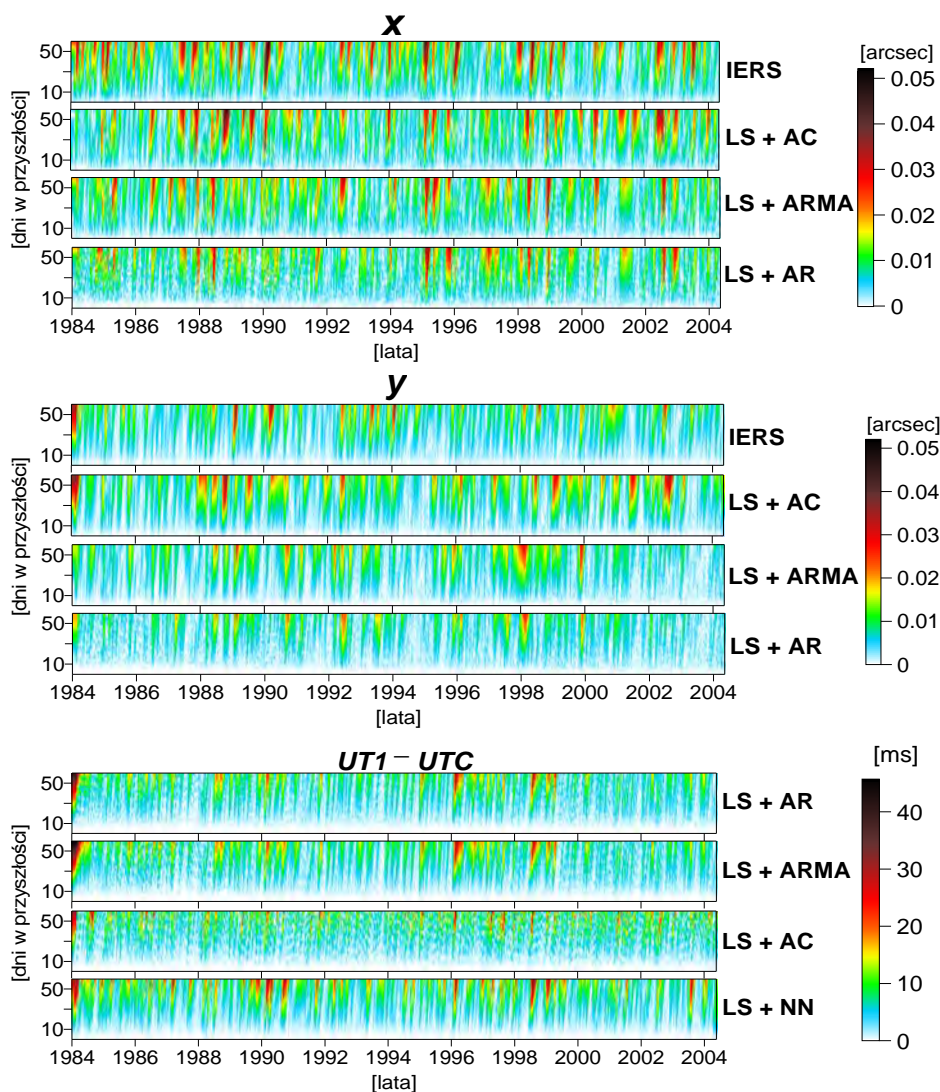 x
[arcsec]
50
10
IERS
50
10
LS + AC
50
10
LS + ARMA
50
10
LS + AR
[dni w przyszłości]
0.05
0.04
0.03
0.02
0.01
0
1984 1986 1988 1990 1992 1994 1996 1998 2000 2002 2004
[lata]
y
[arcsec]
50
10
IERS
50
10
LS + AC
50
10
LS + ARMA
50
10
LS + AR
[dni w przyszłości]
0.05
0.04
0.03
0.02
0.01
0
1984 1986 1988 1990 1992 1994 1996 1998 2000 2002 2004
[lata]
UT1 – UTC
[ms]
50
10
LS + AR
50
10
LS + ARMA
50
10
LS + AC
50
10
LS + NN
[dni w przyszłości]
40
30
20
10
0
1984 1986 1988 1990 1992 1994 1996 1998 2000 2002 2004
[lata]